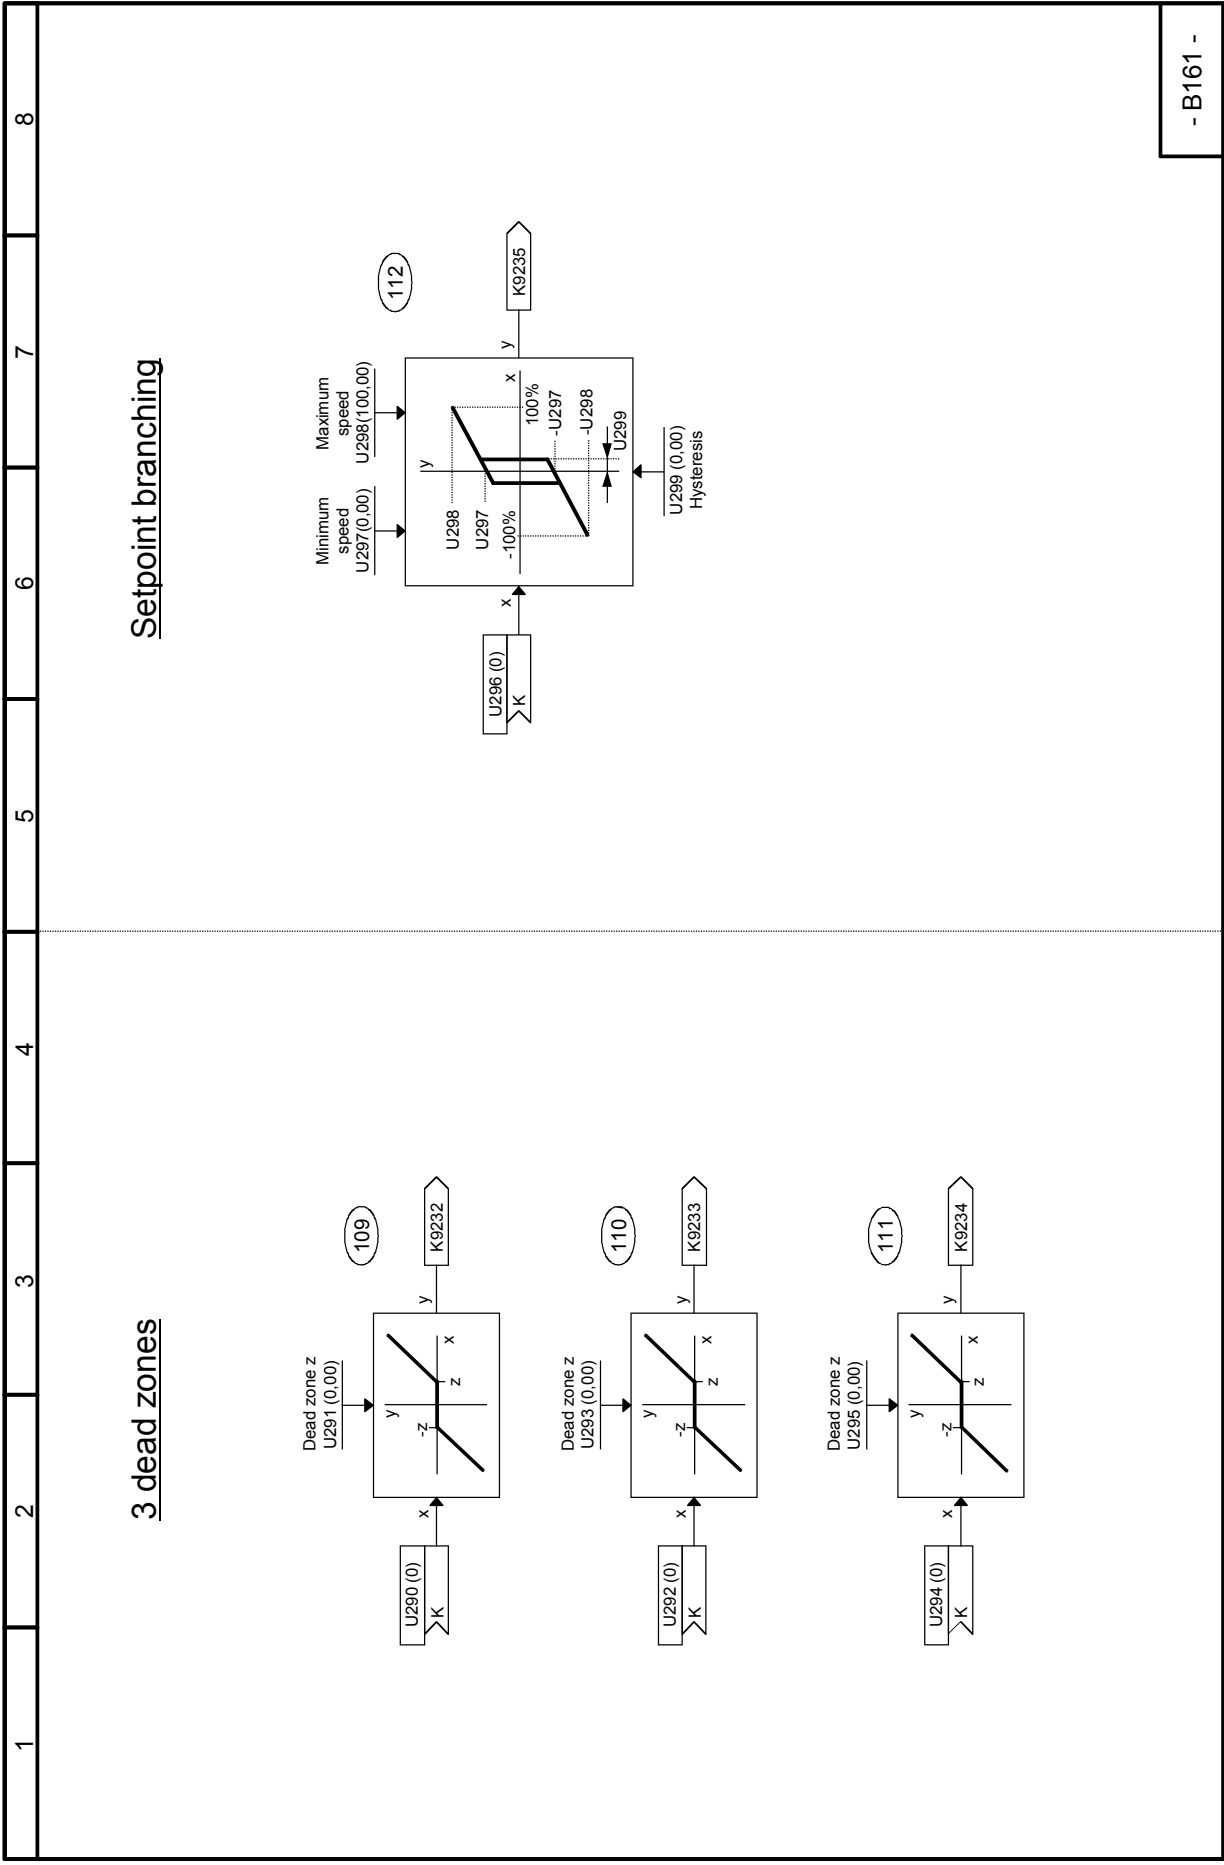 1
2
3
4
5
6
7
8
3 dead zones
Dead zone z
U291 (0,00)
109
U290 (0)
K
x
y
-z
z
x
y
K9232
Dead zone z
U293 (0,00)
110
U292 (0)
K
x
y
-z
z
x
y
K9233
Dead zone z
U295 (0,00)
111
U294 (0)
K
x
y
-z
z
x
y
K9234
Setpoint branching
Minimum
speed
U297(0,00)
Maximum
speed
U298(100,00)
112
U296 (0)
K
x
y
U298
U297
-100%
x
100%
-U297
-U298
U299
y
K9235
U299 (0,00)
Hysteresis
- B161 -